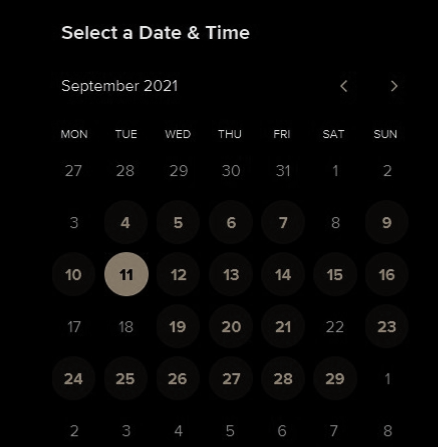 Select a Date & Time
September 2021
MON TUE WED THU FRI SAT SUN
27 28 29 30 31 1 2
3 4 5 6 7 8 9
10 11 12 13 14 15 16
17 18 19 20 21 22 23
24 25 26 27 28 29 1
2 3 4 5 6 7 8